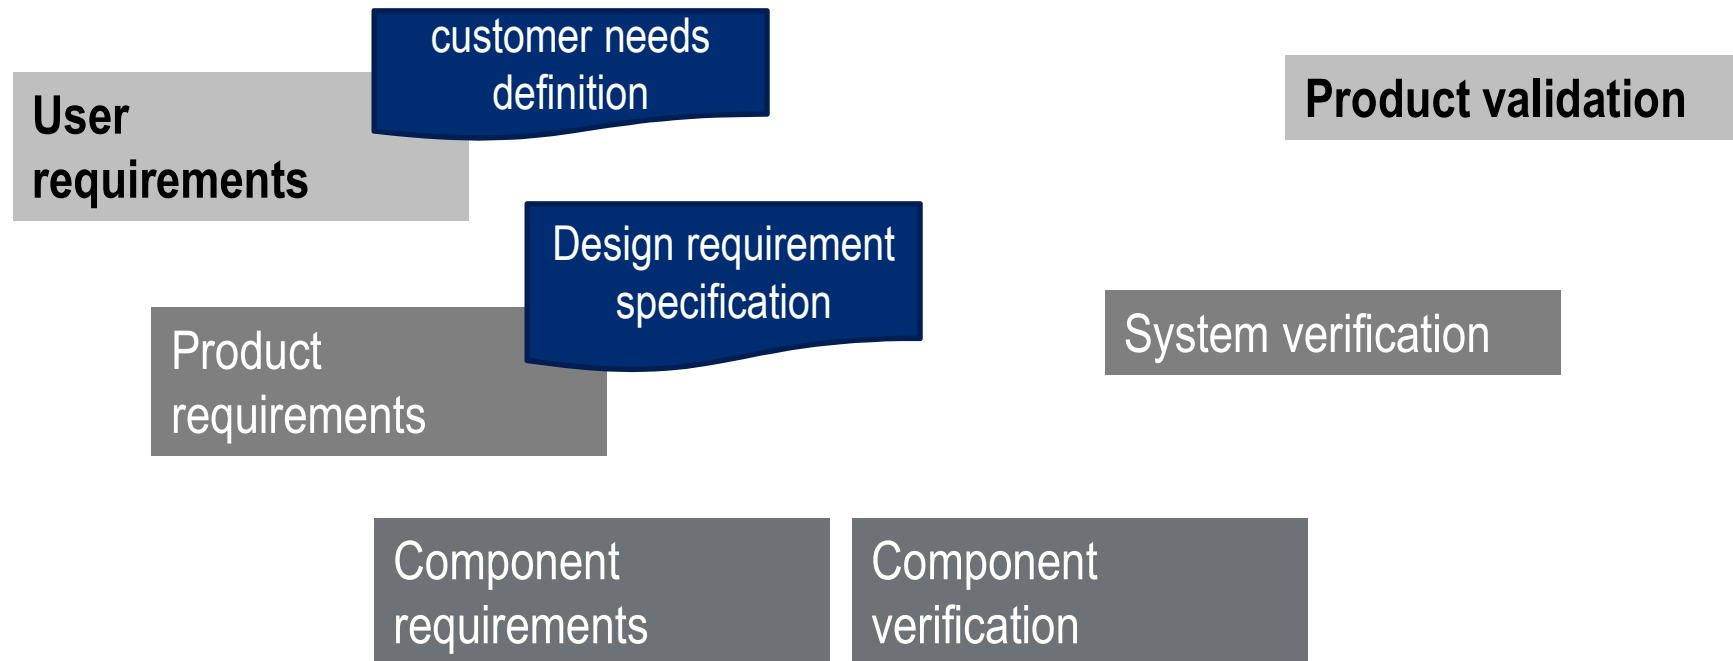 customer needs
definition
User
requirements
Product validation
Design requirement
specification
Product
requirements
System verification
Component
requirements
Component
verification